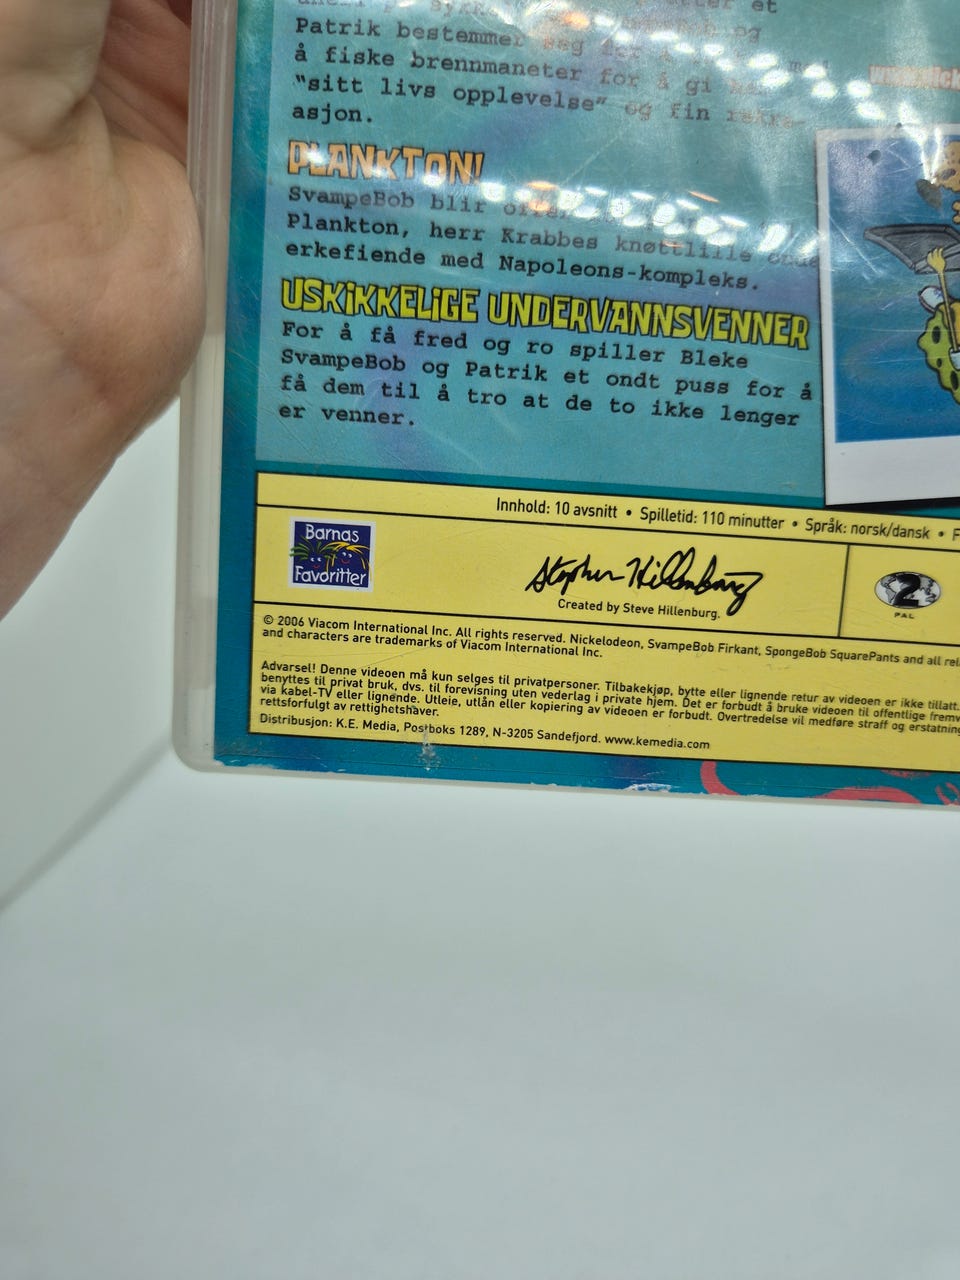 et
Patrik bestemmer seg for å
å fiske brennmaneter for å gi
"sitt livs opplevelse" og fin
asjon.
PLANKTON!
SvampeBob blir
Plankton, herr Krabbes knøttlille
erkefiende med Napoleons-kompleks.
USKIKKELIGE UNDERVANNSVENNER
For å få fred og ro spiller Bleke
SvampeBob og Patrik et ondt puss for å
få dem til å tro at de to ikke lenger
er venner.
Innhold: 10 avsnitt • Spilletid: 110 minutter • Språk: norsk/dansk • F
Barnas
Favoritter
Stephen Hillenburg
Created by Steve Hillenburg.
2
PAL
© 2006 Viacom International Inc. All rights reserved. Nickelodeon, SvampeBob Firkant, SpongeBob SquarePants and all rel
and characters are trademarks of Viacom International Inc.
Advarsel! Denne videoen må kun selges til privatpersoner. Tilbakekjøp, bytte eller lignende retur av videoen er ikke tillatt.
benyttes til privat bruk, dvs. til forevisning uten vederlag i private hjem. Det er forbudt å bruke videoen til offentlige fremv
via kabel-TV eller lignende. Utleie, utlån eller kopiering av videoen er forbudt. Overtredelse vil medføre straff og erstatning
rettsforfulgt av rettighetshaver.
Distribusjon: K.E. Media, Postboks 1289, N-3205 Sandefjord. www.kemedia.com